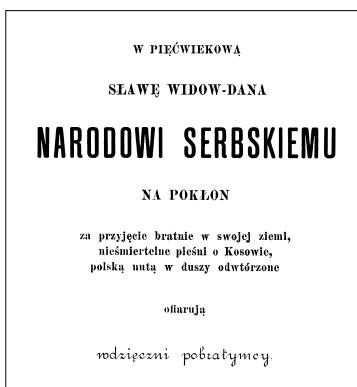 W PIĘĆWIEKOWĄ
SŁAWĘ WIDOW-DANA
NARODOWI SERBSKIEMU
NA POKŁON
za przyjęcie bratnie w swojej ziemi,
nieśmiertelne pieśni o Kosowie,
polską nutą w duszy odwtórzone
ofiarują
wdzięczni pobratymcy.